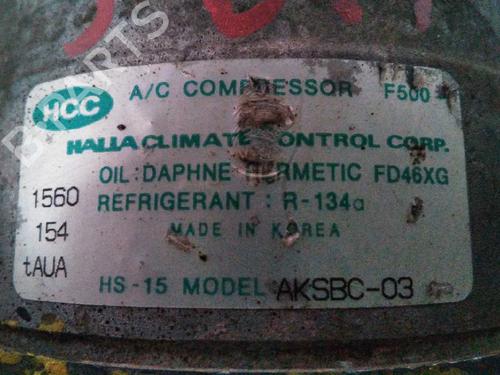 HCC A/C COMPRESSOR F500
HALLA CLIMATE CONTROL CORP.
OIL: DAPHNE HERMETIC FD46XG
1560 REFRIGERANT : R-134a
154 MADE IN KOREA
tAUA
HS-15 MODEL AKSBC-03